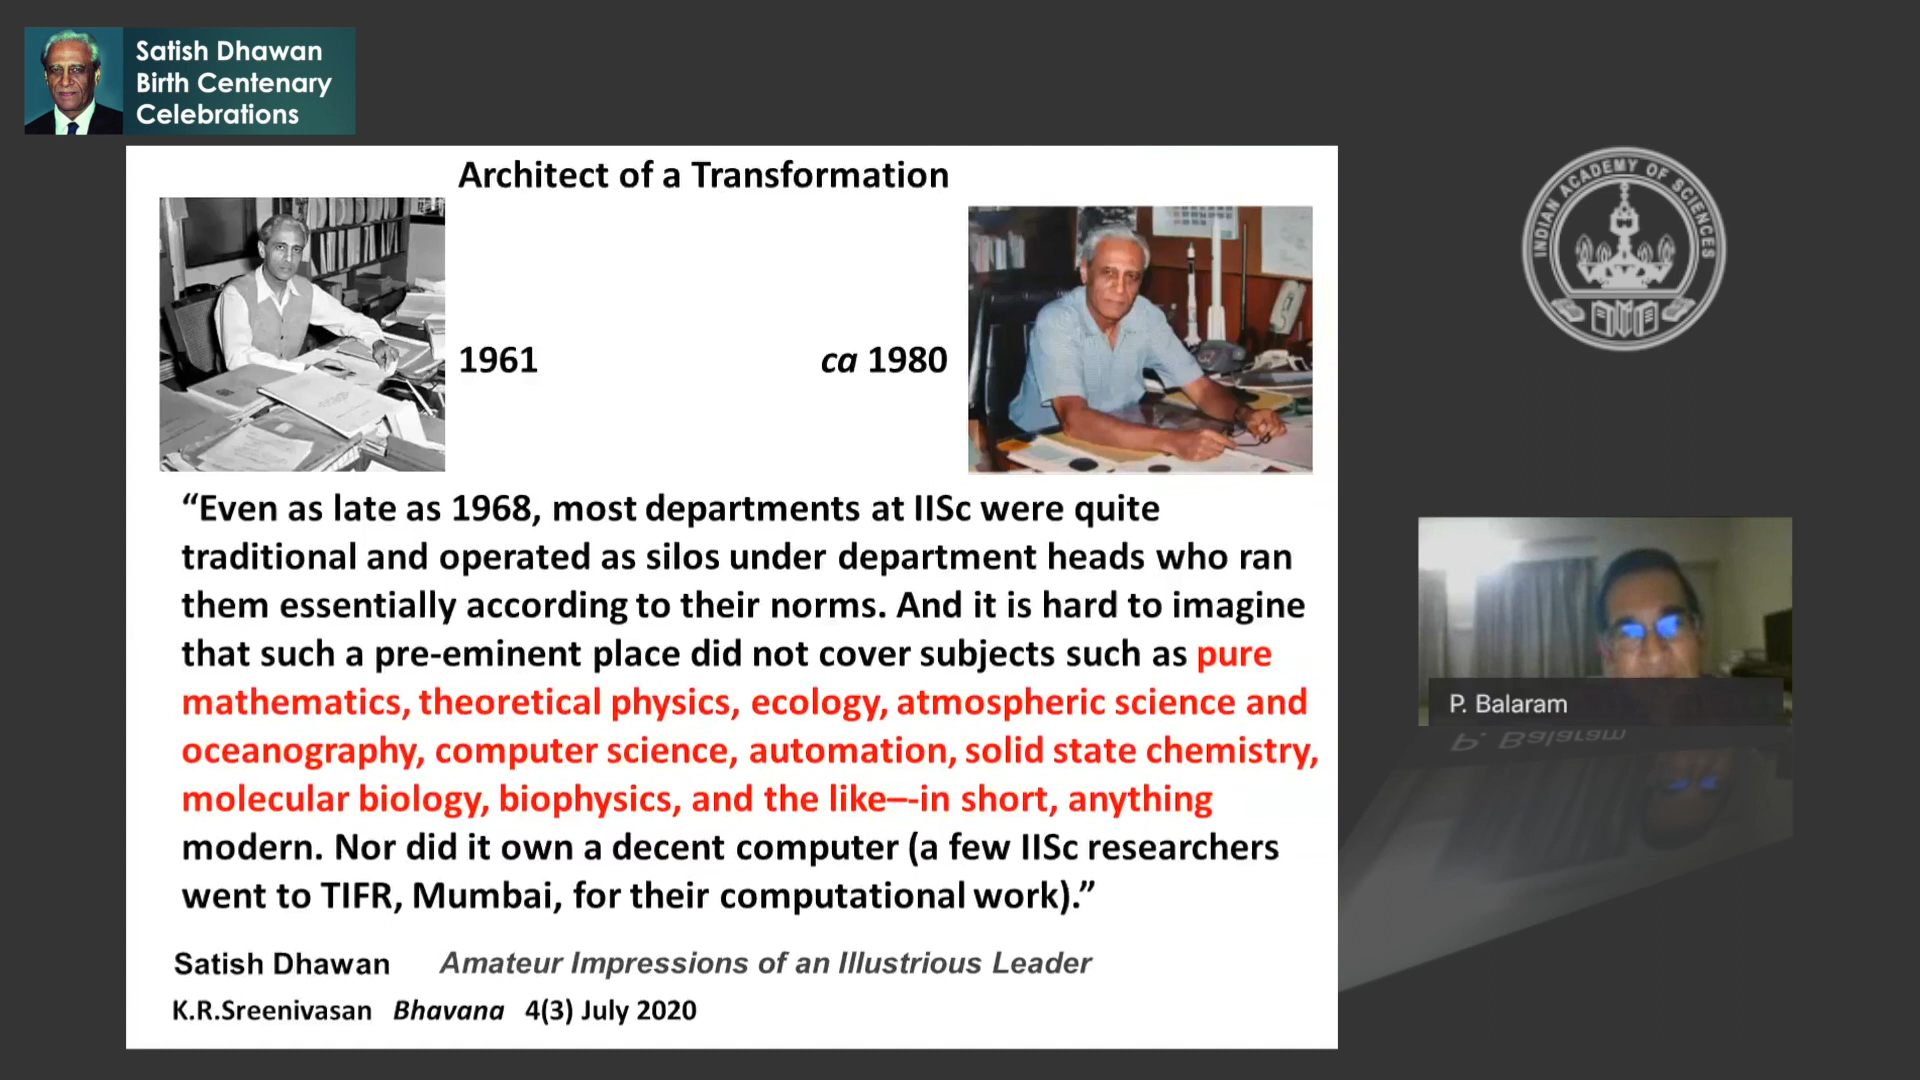 Satish Dhawan
Birth Centenary
Celebrations
Architect of a Transformation
1961
ca 1980
“Even as late as 1968, most departments at IISc were quite
traditional and operated as silos under department heads who ran
them essentially according to their norms. And it is hard to imagine
that such a pre-eminent place did not cover subjects such as pure
mathematics, theoretical physics, ecology, atmospheric science and
oceanography, computer science, automation, solid state chemistry,
molecular biology, biophysics, and the like–-in short, anything
modern. Nor did it own a decent computer (a few IISc researchers
went to TIFR, Mumbai, for their computational work).”
Satish Dhawan Amateur Impressions of an Illustrious Leader
K.R.Sreenivasan Bhavana 4(3) July 2020
INDIAN ACADEMY OF SCIENCES
P. Balaram
P. Balaram